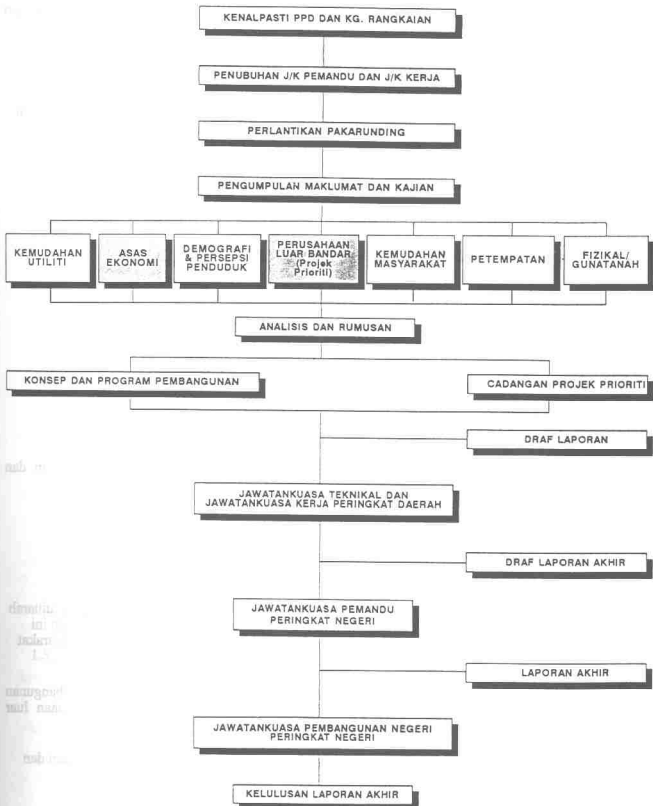 KENALPASTI PPD DAN KG. RANGKAIAN
PENUBUHAN J/K PEMANDU DAN J/K KERJA
PERLANTIKAN PAKARUNDING
PENGUMPULAN MAKLUMAT DAN KAJIAN
KEMUDAHAN
UTILITI
ASAS
EKONOMI
DEMOGRAFI
& PERSEPSI
PENDUDUK
PERUSAHAAN
LUAR BANDAR
(Projek
Prioriti)
KEMUDAHAN
MASYARAKAT
PETEMPATAN
FIZIKAL/
GUNATANAH
ANALISIS DAN RUMUSAN
KONSEP DAN PROGRAM PEMBANGUNAN
CADANGAN PROJEK PRIORITI
DRAF LAPORAN
JAWATANKUASA TEKNIKAL DAN
JAWATANKUASA KERJA PERINGKAT DAERAH
DRAF LAPORAN AKHIR
JAWATANKUASA PEMANDU
PERINGKAT NEGERI
LAPORAN AKHIR
JAWATANKUASA PEMBANGUNAN NEGERI
PERINGKAT NEGERI
KELULUSAN LAPORAN AKHIR